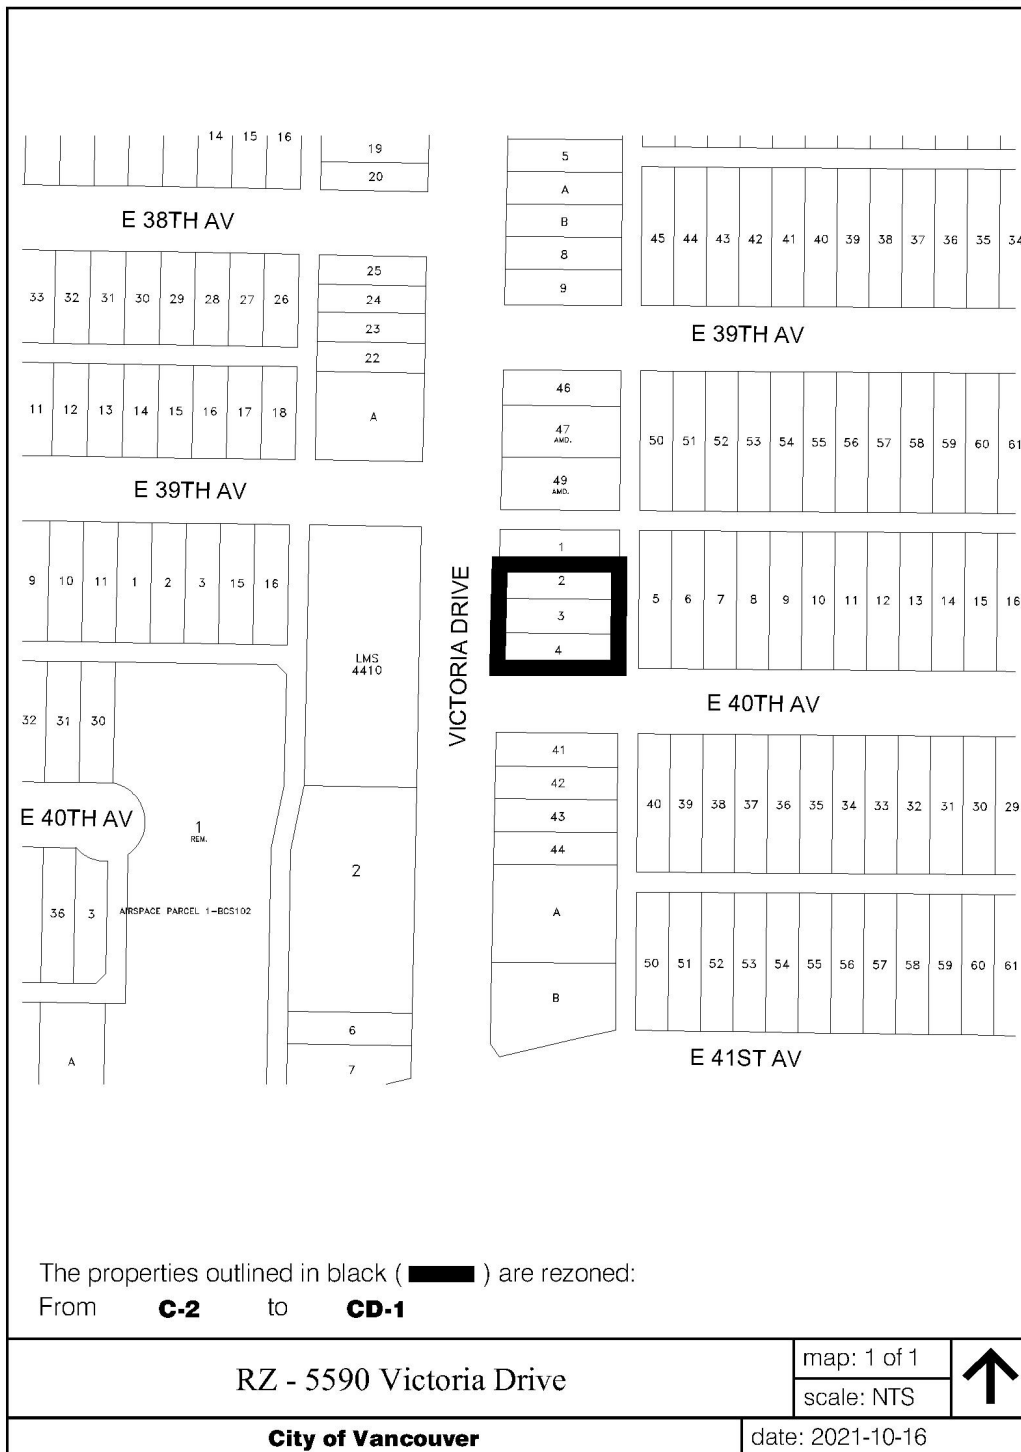 14 15 16
19
20
5
A
B
8
9
E 38TH AV
45 44 43 42 41 40 39 38 37 36 35 34
33 32 31 30 29 28 27 26
25
24
23
22
A
E 39TH AV
11 12 13 14 15 16 17 18
46
47
AMD.
49
AMD.
50 51 52 53 54 55 56 57 58 59 60 61
E 39TH AV
9 10 11 1 2 3 15 16
LMS
4410
VICTORIA DRIVE
1
2
3
4
5 6 7 8 9 10 11 12 13 14 15 16
E 40TH AV
32 31 30
E 40TH AV
1
REM.
2
41
42
43
44
A
B
40 39 38 37 36 35 34 33 32 31 30 29
36 3
AIRSPACE PARCEL 1-BCS102
50 51 52 53 54 55 56 57 58 59 60 61
6
7
A
E 41ST AV
The properties outlined in black ( ) are rezoned:
From C-2 to CD-1
RZ - 5590 Victoria Drive
map: 1 of 1
scale: NTS
City of Vancouver
date: 2021-10-16